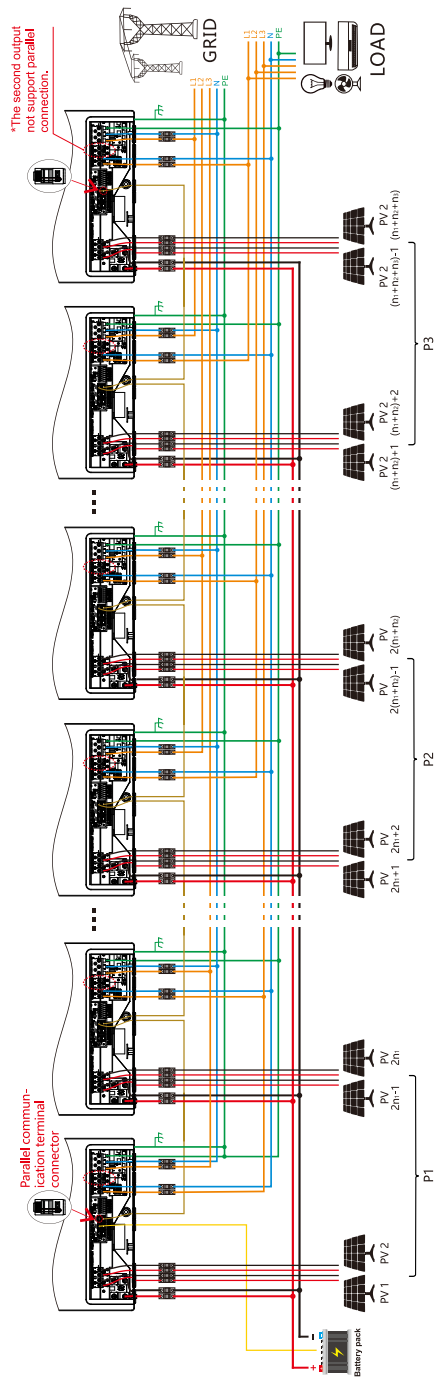 Parallel commun-
ication terminal
connector
*The second output
not support parallel
connection.
GRID
L1
L2
L3
N
PE
L1
L2
L3
N
PE
LOAD
+
-
Battery pack
PV 1
PV 2
PV
2n₁-1
PV
2n₁
P1
PV
2n₁+1
PV
2n₁+2
PV
2(n₁+n₂)-1
PV
2(n₁+n₂)
P2
PV 2
(n₁+n₂)+1
PV 2
(n₁+n₂)+2
PV 2
(n₁+n₂+n₃)-1
PV 2
(n₁+n₂+n₃)
P3